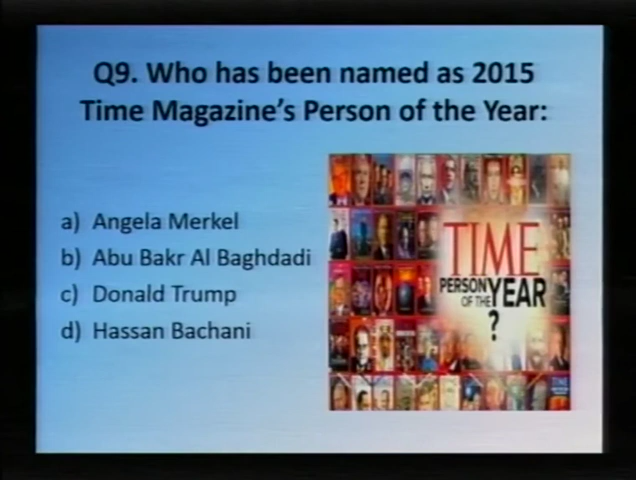 Q9. Who has been named as 2015
Time Magazine's Person of the Year:
a) Angela Merkel
b) Abu Bakr Al Baghdadi
c) Donald Trump
d) Hassan Bachani
TIME
PERSON
OF THE YEAR
?